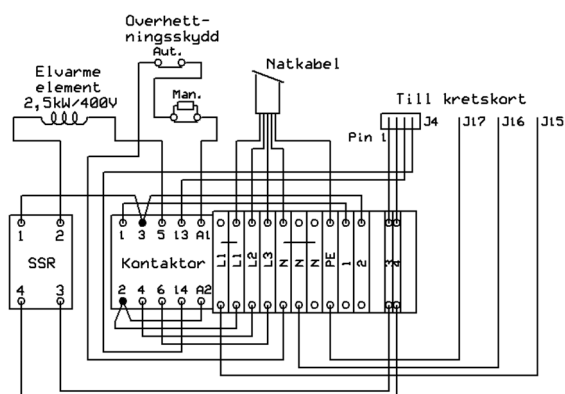 Överhett-
ningsskydd
Aut.
Natkabel
Elvarme
element
2,5kW/400V
Man.
Till kretskort
Pin 1
J4
J17
J16
J15
1 2
SSR
4 3
1 3 5 13 A1
Kontaktor
2 4 6 14 A2
L1 L1 L2 L3 N N N PE 1 2 3 4